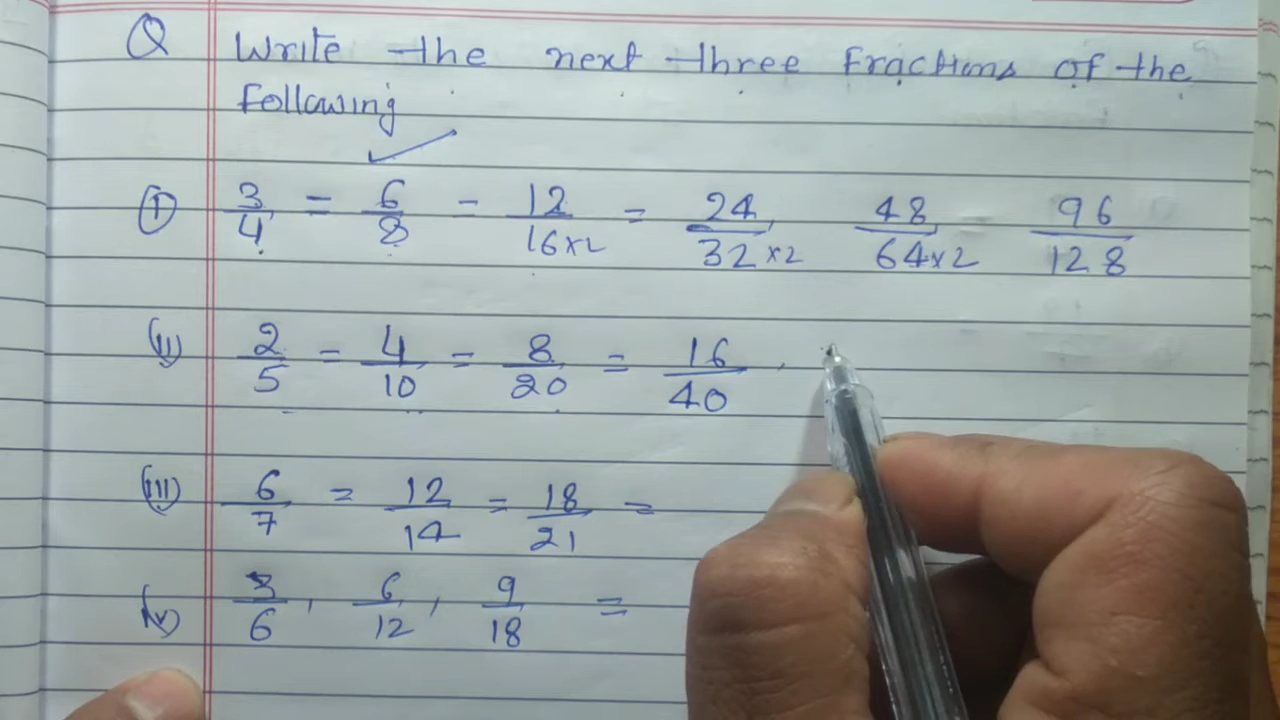 Q Write the next three fractions of the
following
(i) 3/4 = 6/8 - 12/16×2 = 24/32×2 48/64×2 96/128
(ii) 2/5 = 4/10 = 8/20 = 16/40 ,
(iii) 6/7 = 12/14 = 18/21 =
(iv) 3/6 , 6/12 , 9/18 =